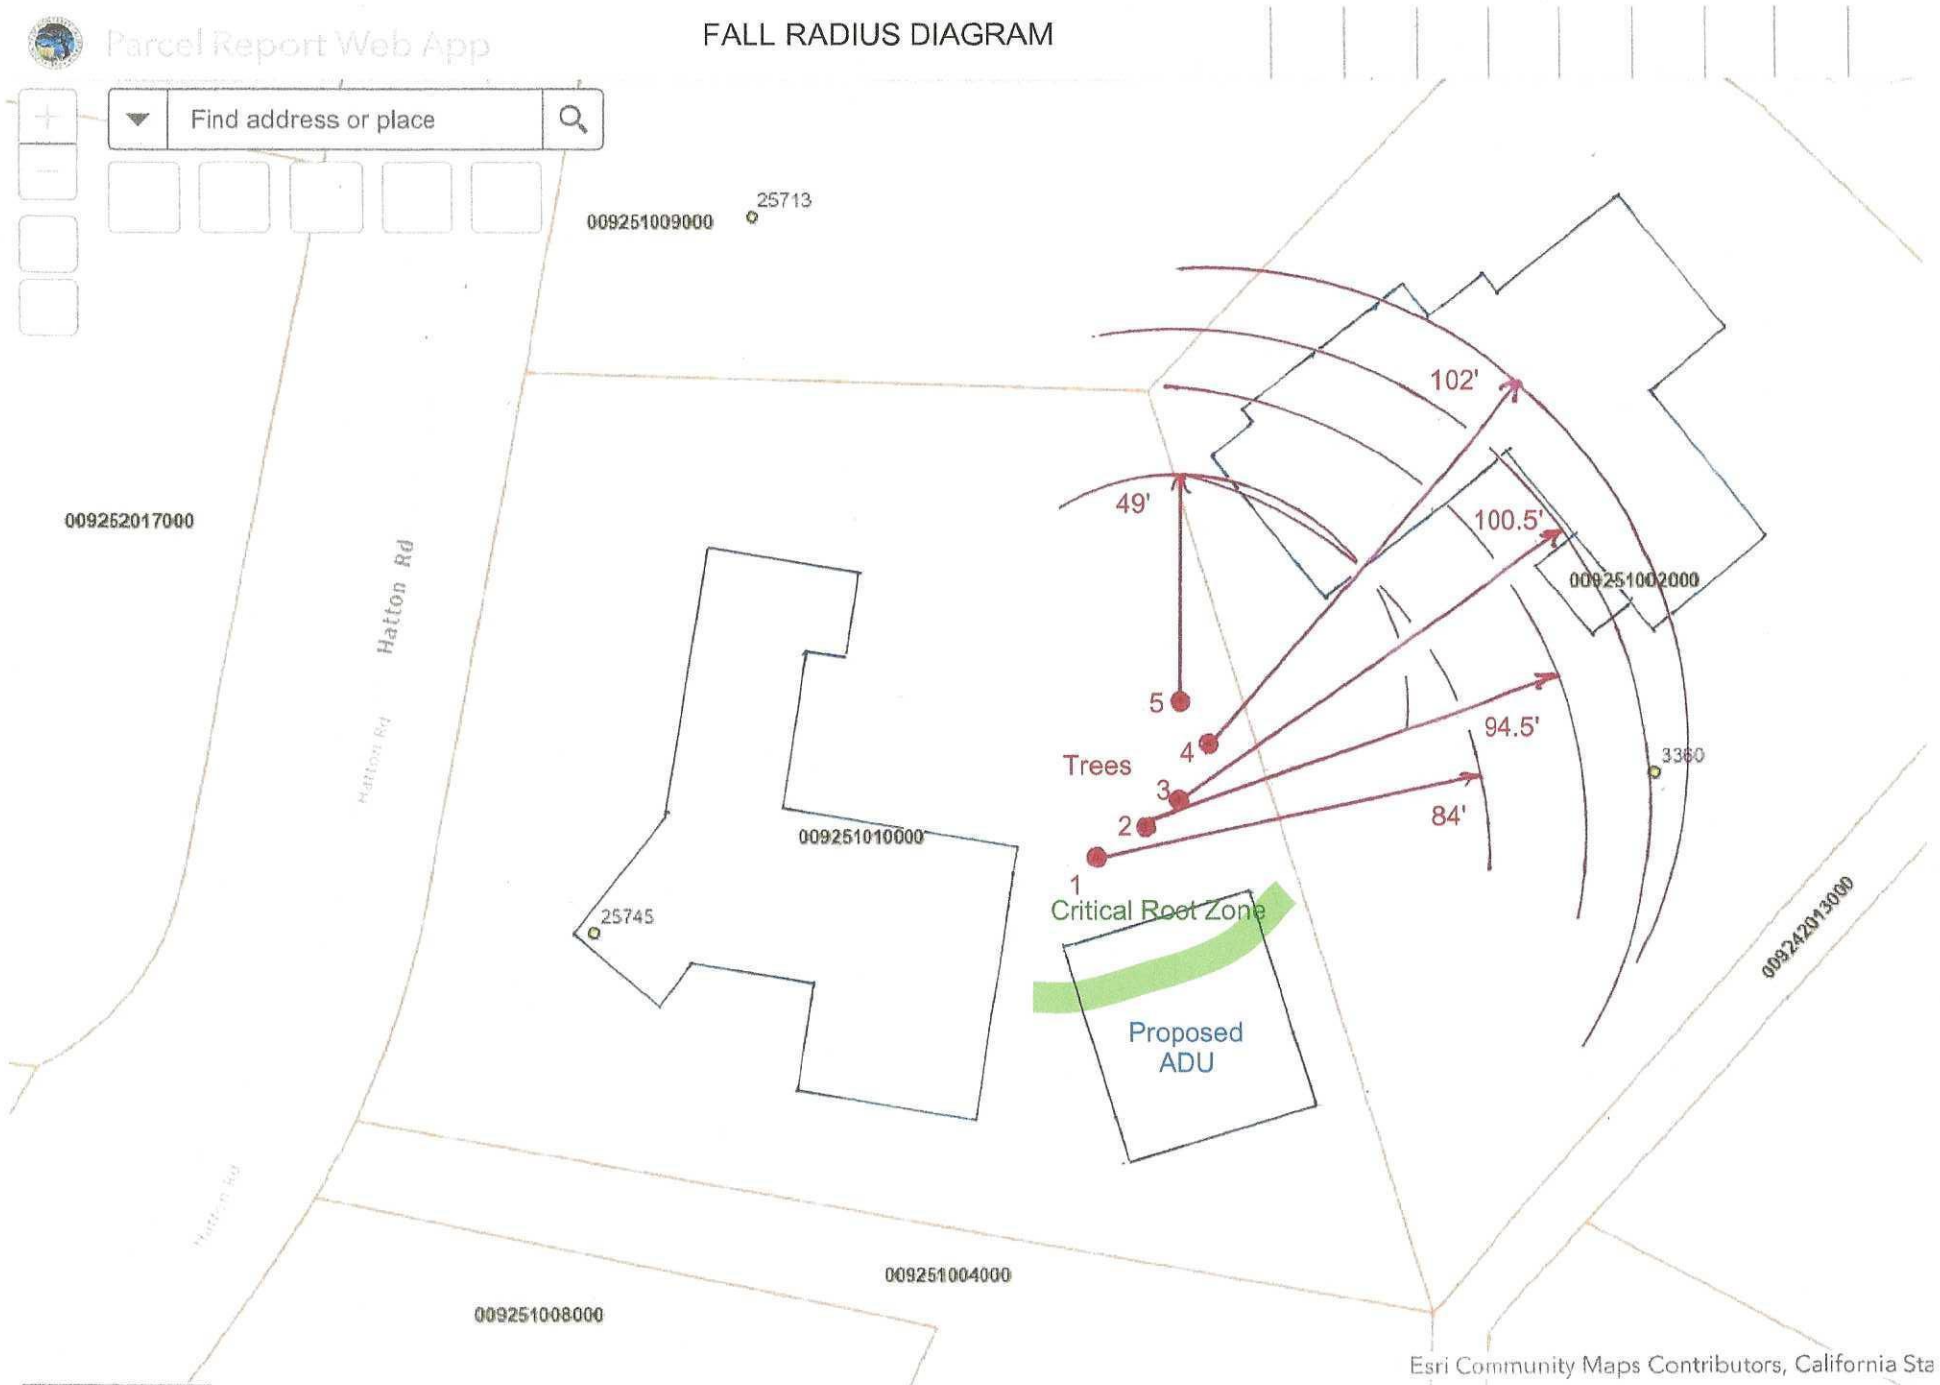 Parcel Report Web App
FALL RADIUS DIAGRAM
Find address or place
25713
009251009000
102'
49'
100.5'
009252017000
Hatton Rd
009251002000
5
94.5'
4
Trees
3360
Hatton Rd
3
2
84'
009251010000
1
Critical Root Zone
25745
009242013000
Proposed
ADU
Hatton Rd
009251004000
009251008000
Esri Community Maps Contributors, California Sta